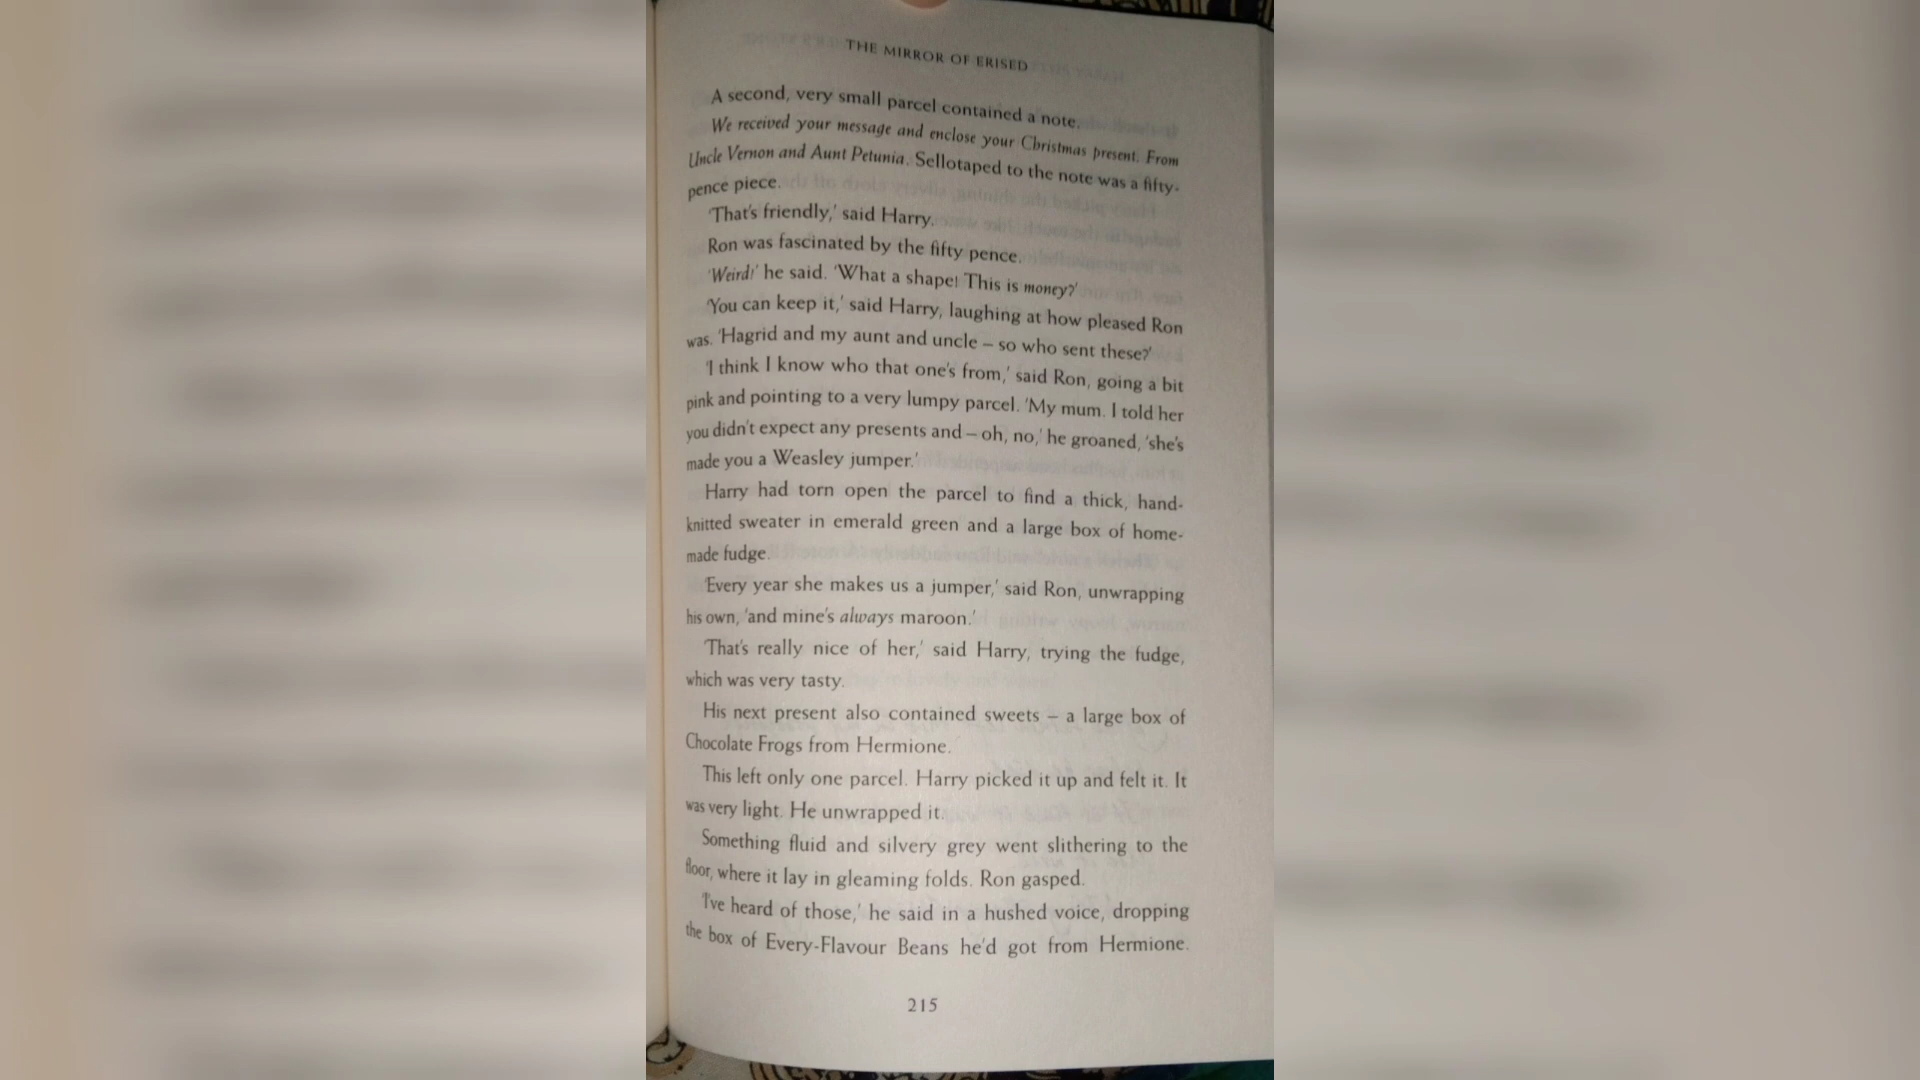 THE MIRROR OF ERISED
A second, very small parcel contained a note.
We received your message and enclose your Christmas present. From
Uncle Vernon and Aunt Petunia. Sellotaped to the note was a fifty-
pence piece.
‘That’s friendly,’ said Harry.
Ron was fascinated by the fifty pence.
‘Weird!’ he said. ‘What a shape! This is money?’
‘You can keep it,’ said Harry, laughing at how pleased Ron
was. ‘Hagrid and my aunt and uncle – so who sent these?’
‘I think I know who that one’s from,’ said Ron, going a bit
pink and pointing to a very lumpy parcel. ‘My mum. I told her
you didn’t expect any presents and – oh, no,’ he groaned, ‘she’s
made you a Weasley jumper.’
Harry had torn open the parcel to find a thick, hand-
knitted sweater in emerald green and a large box of home-
made fudge.
‘Every year she makes us a jumper,’ said Ron, unwrapping
his own, ‘and mine’s always maroon.’
‘That’s really nice of her,’ said Harry, trying the fudge,
which was very tasty.
His next present also contained sweets – a large box of
Chocolate Frogs from Hermione.
This left only one parcel. Harry picked it up and felt it. It
was very light. He unwrapped it.
Something fluid and silvery grey went slithering to the
floor, where it lay in gleaming folds. Ron gasped.
‘I’ve heard of those,’ he said in a hushed voice, dropping
the box of Every-Flavour Beans he’d got from Hermione.
215